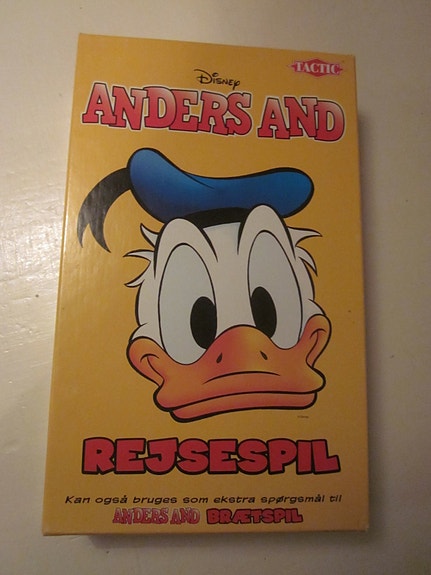 Disney
TACTIC
ANDERS AND
REJSESPIL
Kan også bruges som ekstra spørgsmål til
ANDERS AND BRÆTSPIL